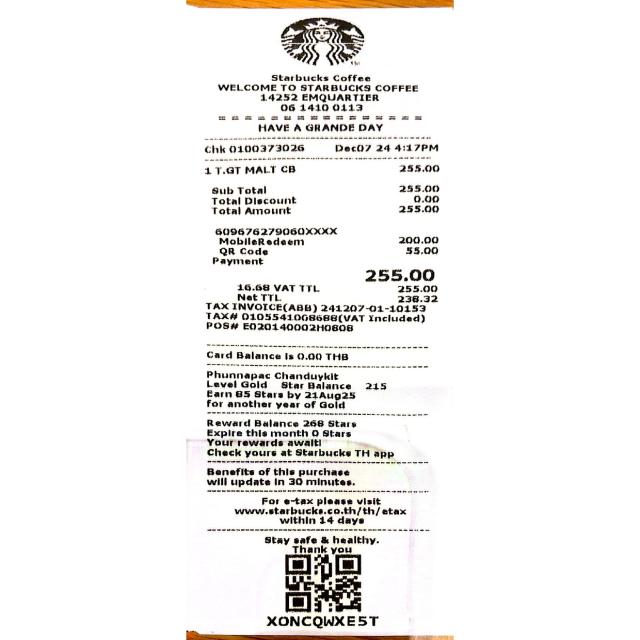 Starbucks Coffee
WELCOME TO STARBUCKS COFFEE
14252 EMQUARTIER
06 1410 0113
HAVE A GRANDE DAY
Chk 0100373026 Dec07 24 4:17PM
1 T.GT MALT CB 255.00
Sub Total 255.00
Total Discount 0.00
Total Amount 255.00
609676279060XXXX
MobileRedeem 200.00
QR Code 55.00
Payment
255.00
16.68 VAT TTL 255.00
Net TTL 238.32
TAX INVOICE(ABB) 241207-01-10153
TAX# 0105541008688(VAT Included)
POS# E020140002H0808
Card Balance is 0.00 THB
Phunnapac Chanduykit
Level Gold Star Balance 215
Earn 85 Stars by 21Aug25
for another year of Gold
Reward Balance 268 Stars
Expire this month 0 Stars
Your rewards await!
Check yours at Starbucks TH app
Benefits of this purchase
will update in 30 minutes.
For e-tax please visit
www.starbucks.co.th/th/etax
within 14 days
Stay safe & healthy.
Thank you
XONCQWXE5T